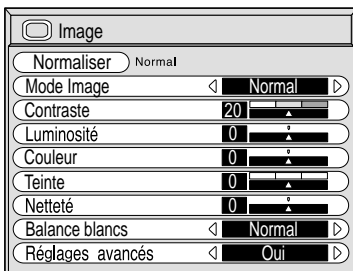 Image
Normaliser Normal
Mode Image Normal
Contraste 20
Luminosité 0
Couleur 0
Teinte 0
Netteté 0
Balance blancs Normal
Réglages avancés Oui